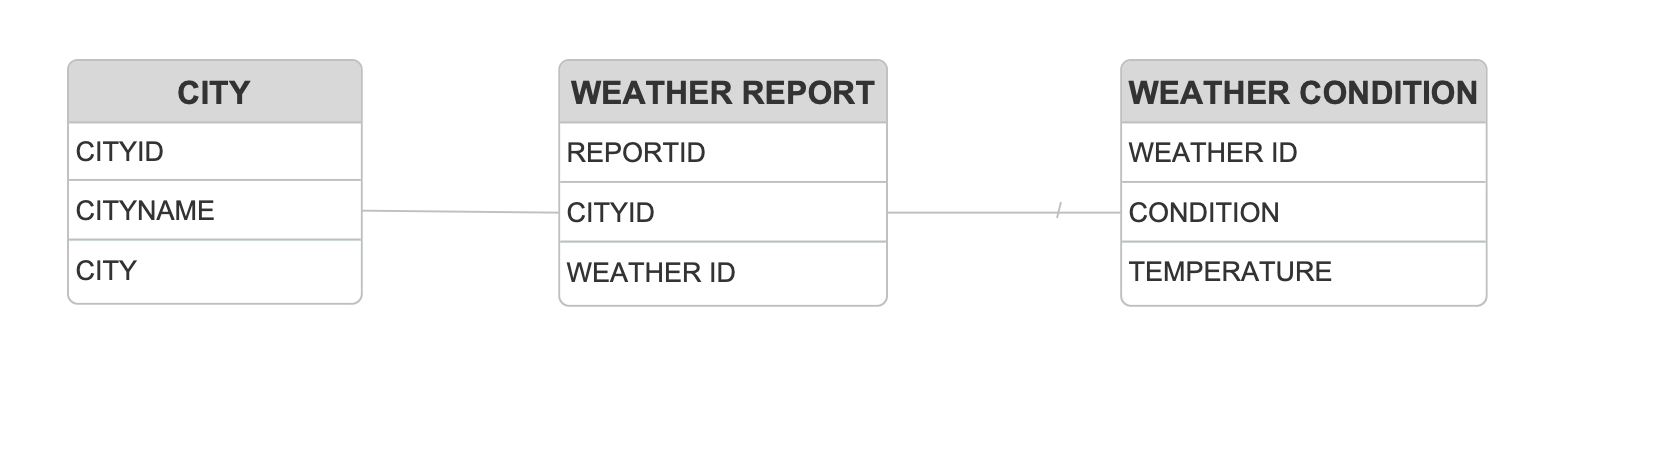 CITY
CITYID
CITYNAME
CITY
WEATHER REPORT
REPORTID
CITYID
WEATHER ID
WEATHER CONDITION
WEATHER ID
CONDITION
TEMPERATURE